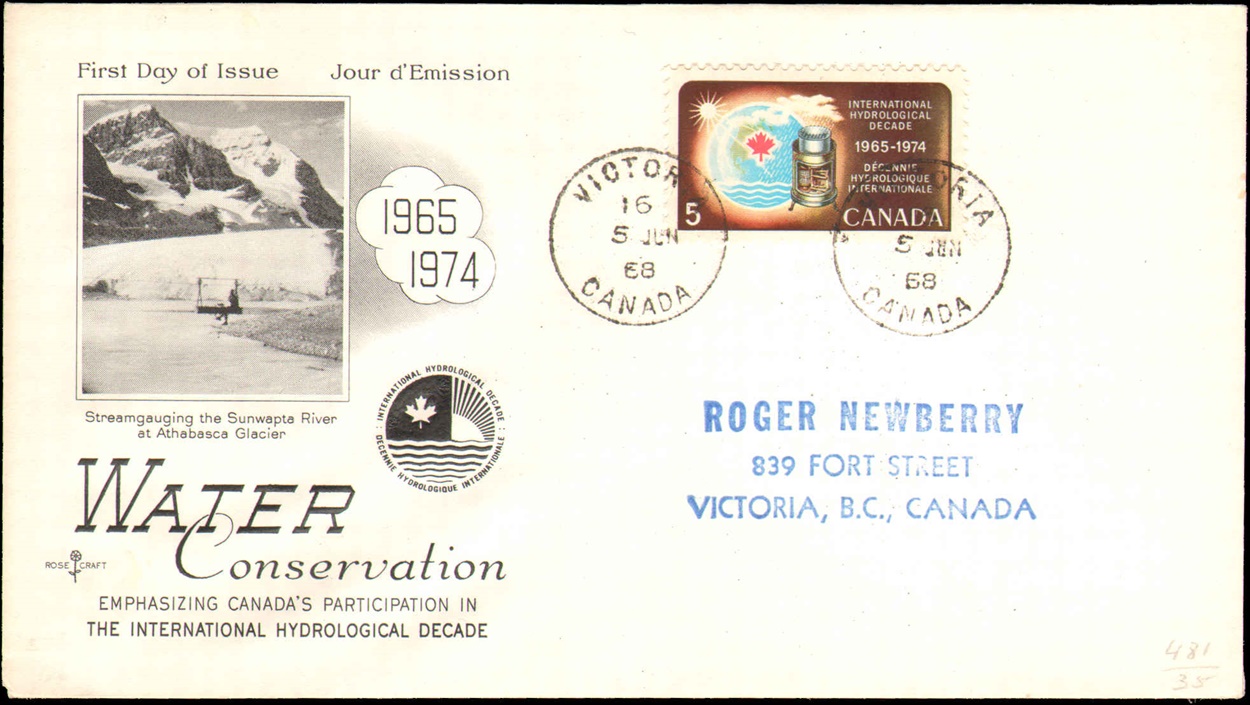 First Day of Issue Jour d'Emission
1965
1974
Streamgauging the Sunwapta River
at Athabasca Glacier
INTERNATIONAL HYDROLOGICAL DECADE
DECENNIE HYDROLOGIQUE INTERNATIONALE
WATER
Conservation
ROSE CRAFT
EMPHASIZING CANADA'S PARTICIPATION IN
THE INTERNATIONAL HYDROLOGICAL DECADE
INTERNATIONAL
HYDROLOGICAL
DECADE
1965-1974
DÉCENNIE
HYDROLOGIQUE
INTERNATIONALE
5 CANADA
VICTORIA
16
5 JUN
68
CANADA
VICTORIA
5 JUN
68
CANADA
ROGER NEWBERRY
839 FORT STREET
VICTORIA, B.C., CANADA
481
35